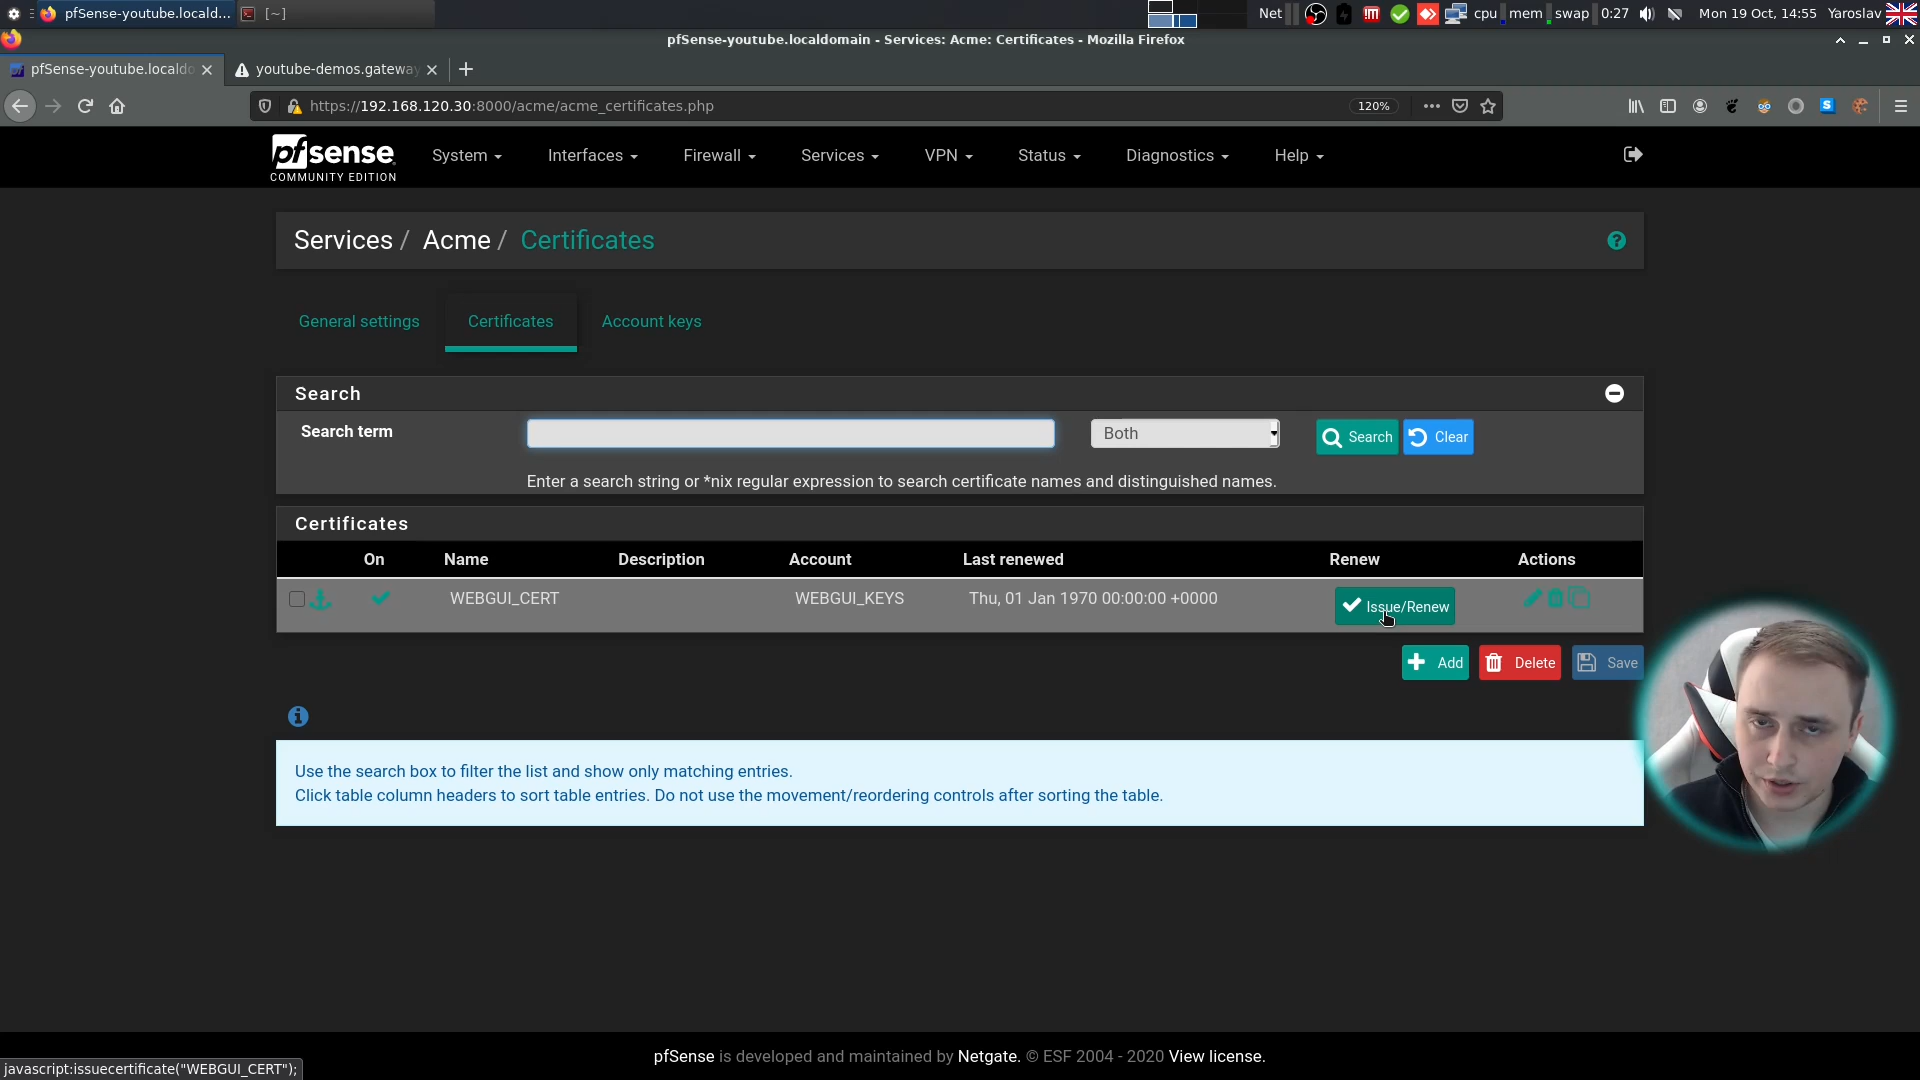 pfSense-youtube.locald...
[~]
Net
cpu
mem
swap
0:27
Mon 19 Oct, 14:55
Yaroslav
pfSense-youtube.localdomain - Services: Acme: Certificates - Mozilla Firefox
pfSense-youtube.localdo
youtube-demos.gateway
https://192.168.120.30:8000/acme/acme_certificates.php
120%
pfsense
COMMUNITY EDITION
System
Interfaces
Firewall
Services
VPN
Status
Diagnostics
Help
Services / Acme / Certificates
General settings
Certificates
Account keys
Search
Search term
Both
Search
Clear
Enter a search string or *nix regular expression to search certificate names and distinguished names.
Certificates
On Name Description Account Last renewed Renew Actions
WEBGUI_CERT WEBGUI_KEYS Thu, 01 Jan 1970 00:00:00 +0000 Issue/Renew
Add
Delete
Save
Use the search box to filter the list and show only matching entries.
Click table column headers to sort table entries. Do not use the movement/reordering controls after sorting the table.
pfSense is developed and maintained by Netgate. © ESF 2004 - 2020 View license.
javascript:issuecertificate("WEBGUI_CERT");